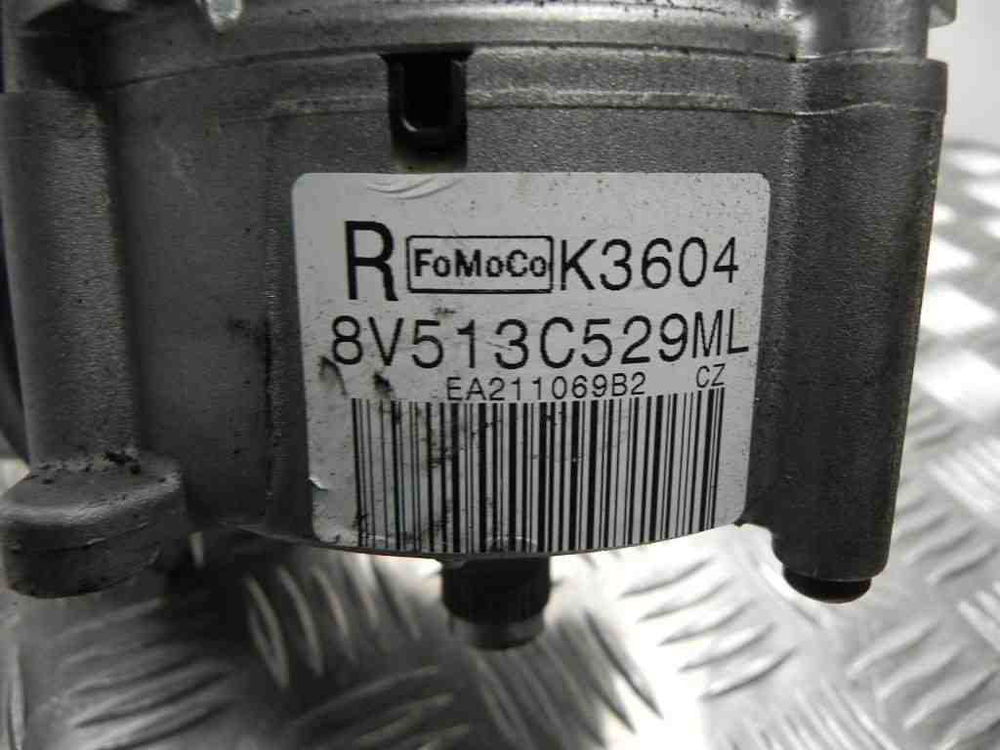 R FoMoCo K3604
8V513C529ML
EA211069B2 CZ